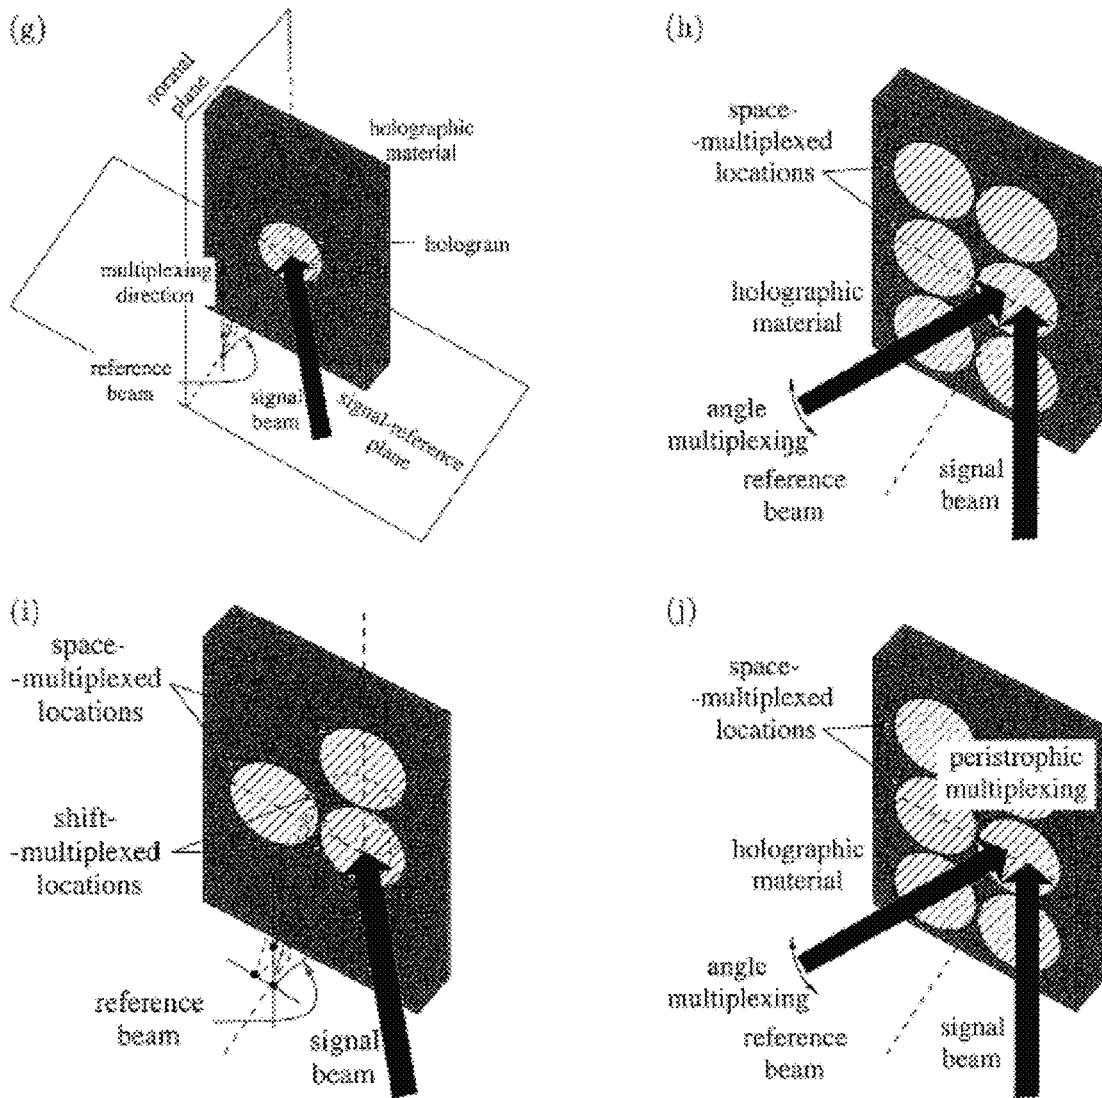 (g)
normal
plane
holographic
material
hologram
multiplexing
direction
reference
beam
signal
beam
signal-reference
plane
(h)
space-
-multiplexed
locations
holographic
material
angle
multiplexing
reference
beam
signal
beam
(i)
space-
-multiplexed
locations
shift-
-multiplexed
locations
reference
beam
signal
beam
(j)
space-
-multiplexed
locations
peristrophic
multiplexing
holographic
material
angle
multiplexing
reference
beam
signal
beam